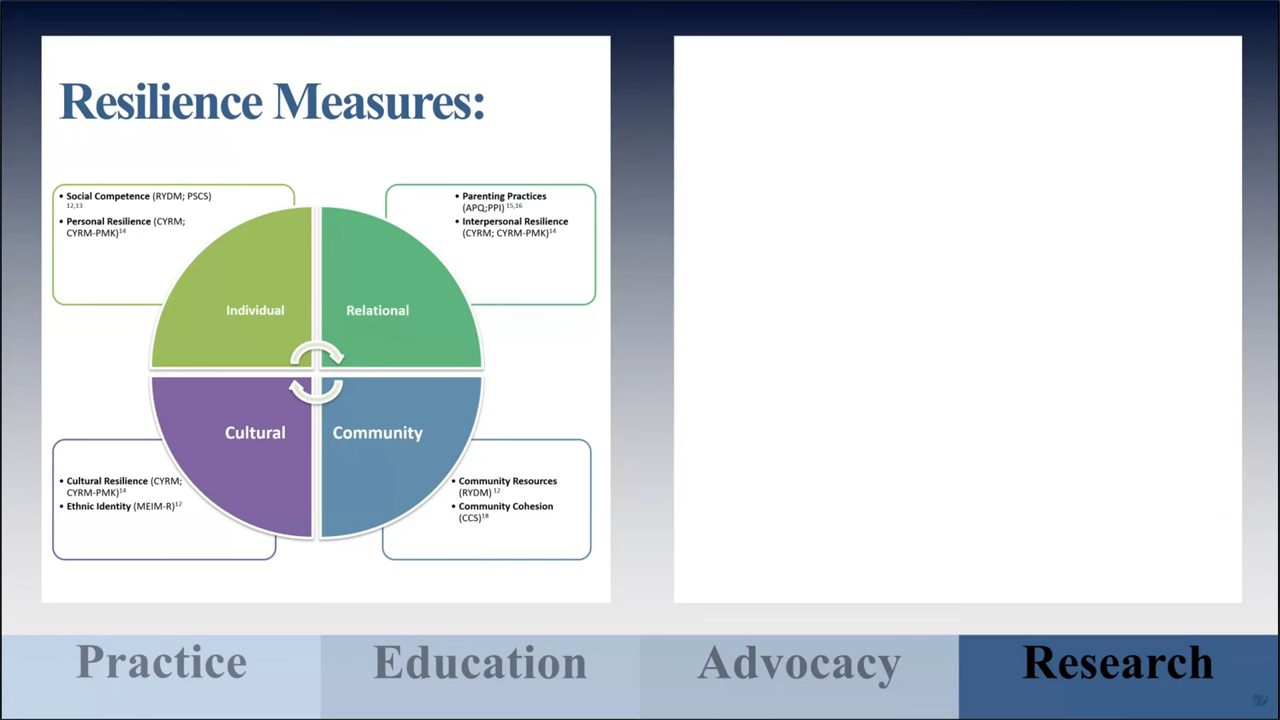 Resilience Measures:
• Social Competence (RYDM; PSCS)
12,13
• Personal Resilience (CYRM;
CYRM-PMK)14
• Parenting Practices
(APQ;PPI) 15,16
• Interpersonal Resilience
(CYRM; CYRM-PMK)14
Individual
Relational
Cultural
Community
• Cultural Resilience (CYRM;
CYRM-PMK)14
• Ethnic Identity (MEIM-R)17
• Community Resources
(RYDM) 12
• Community Cohesion
(CCS)18
Practice
Education
Advocacy
Research